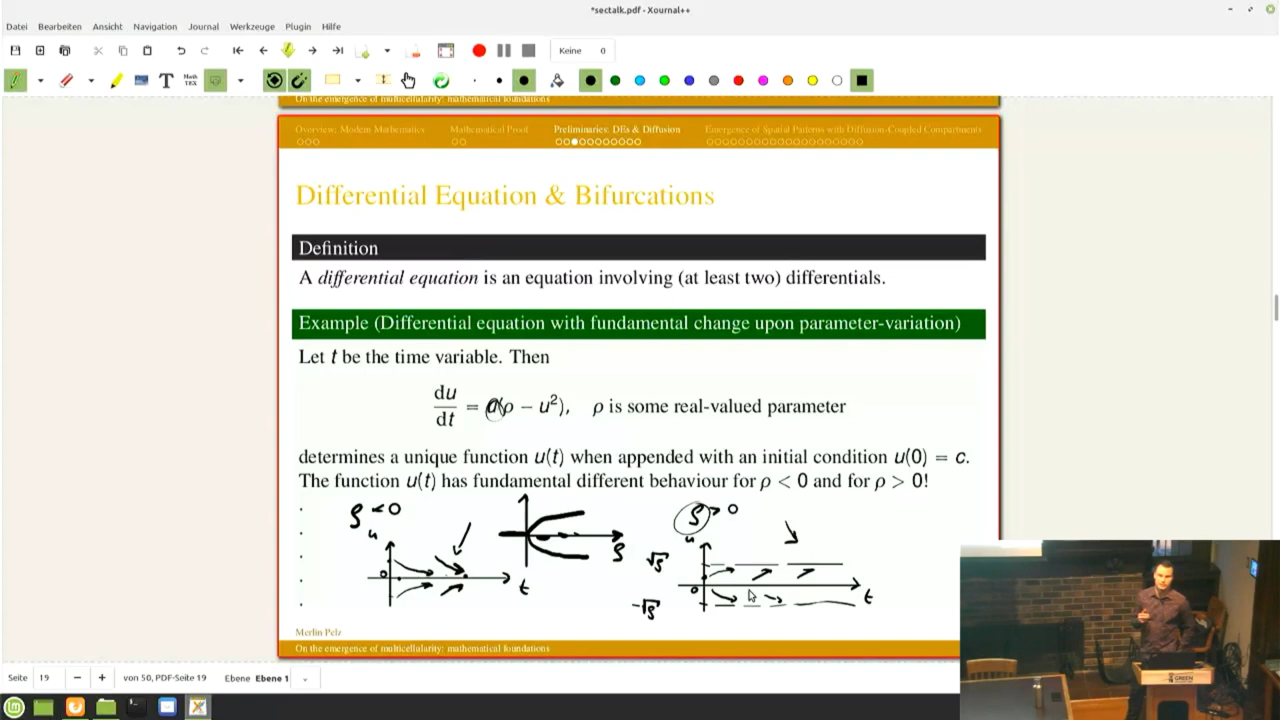 *sectalk.pdf - Xournal++
Datei Bearbeiten Ansicht Navigation Journal Werkzeuge Plugin Hilfe
Keine 0
On the emergence of multicellularity: mathematical foundations
Overview: Modern Mathematics Mathematical Proof Preliminaries: DEs & Diffusion Emergence of Spatial Patterns with Diffusion-Coupled Compartments
Differential Equation & Bifurcations
Definition
A differential equation is an equation involving (at least two) differentials.
Example (Differential equation with fundamental change upon parameter-variation)
Let t be the time variable. Then
du/dt = u(ρ − u²), ρ is some real-valued parameter
determines a unique function u(t) when appended with an initial condition u(0) = c.
The function u(t) has fundamental different behaviour for ρ < 0 and for ρ > 0!
ρ < 0 ρ > 0
u u
ρ √ρ
0 t 0 t
-√ρ
Merlin Pelz
On the emergence of multicellularity: mathematical foundations
GREEN
Seite 19 von 50, PDF-Seite 19 Ebene Ebene 1